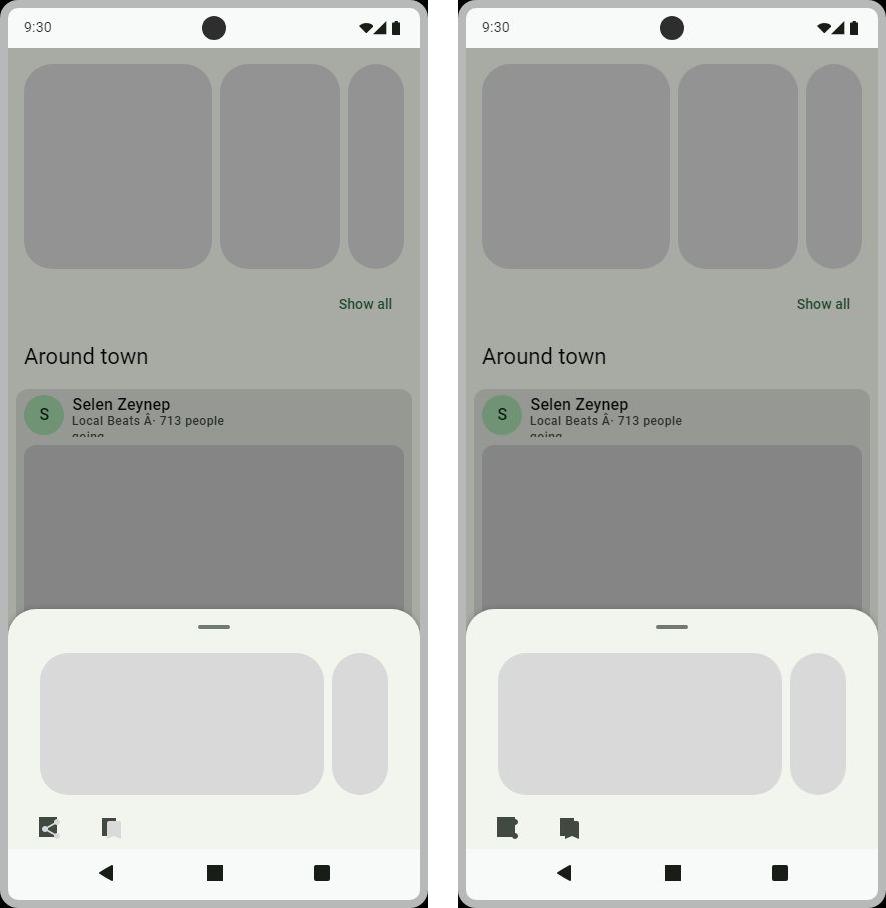 9:30
Show all
Around town
S
Selen Zeynep
Local Beats Â· 713 people
going
9:30
Show all
Around town
S
Selen Zeynep
Local Beats Â· 713 people
going